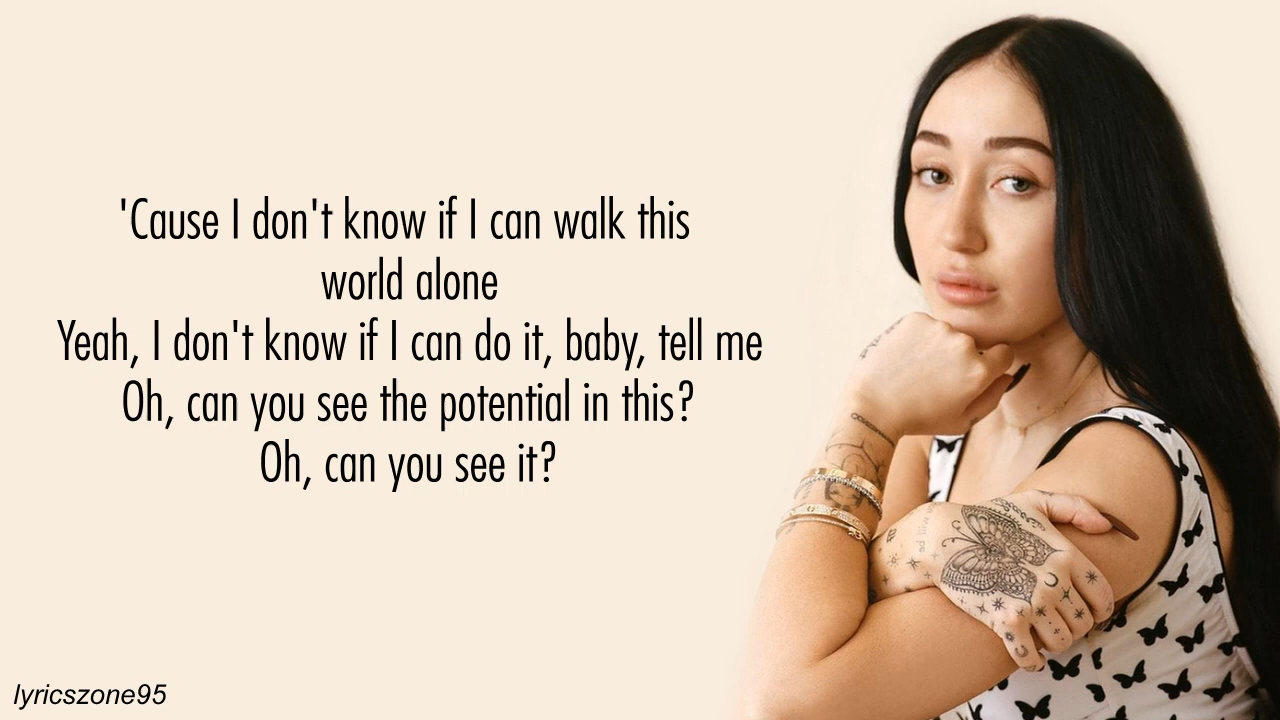 'Cause I don't know if I can walk this
world alone
Yeah, I don't know if I can do it, baby, tell me
Oh, can you see the potential in this?
Oh, can you see it?
lyricszone95